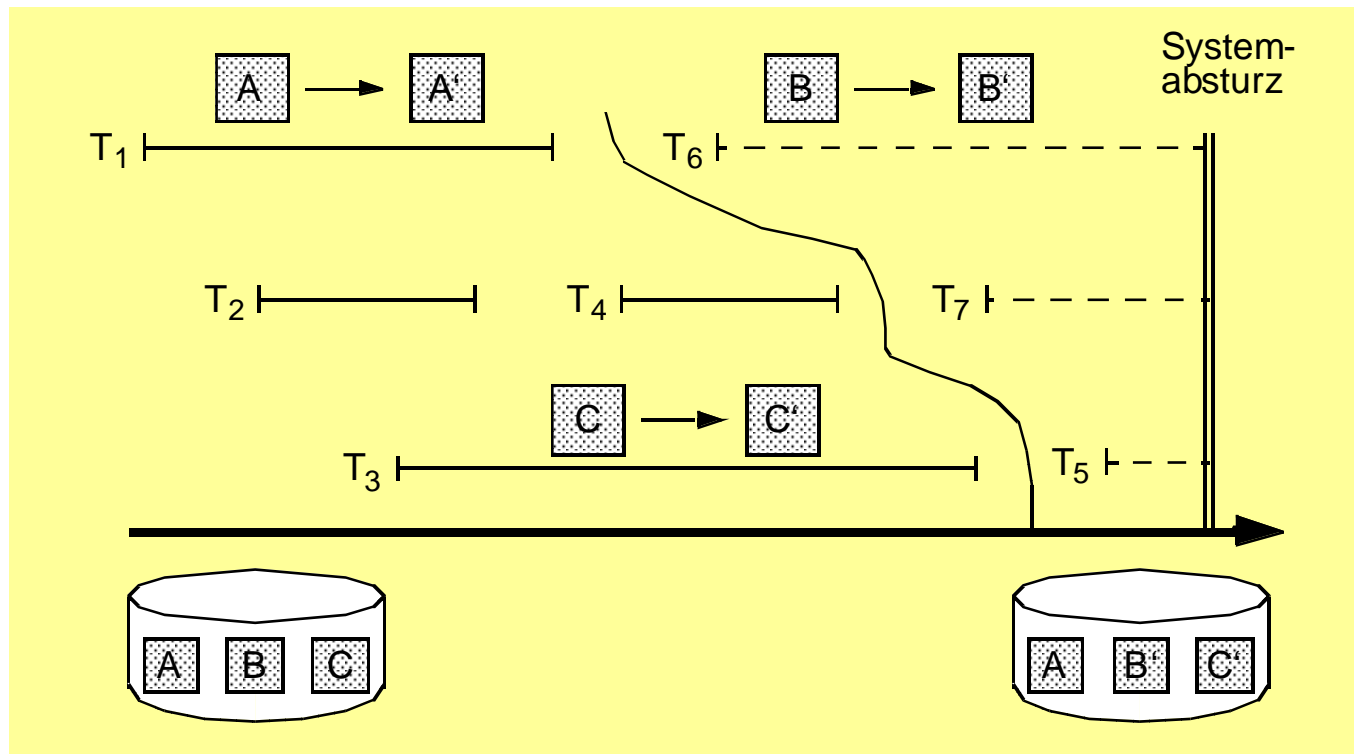 System-
absturz
A A‘ B B‘
T1 T6
T2 T4 T7
C C‘
T3 T5
A B C A B‘ C‘